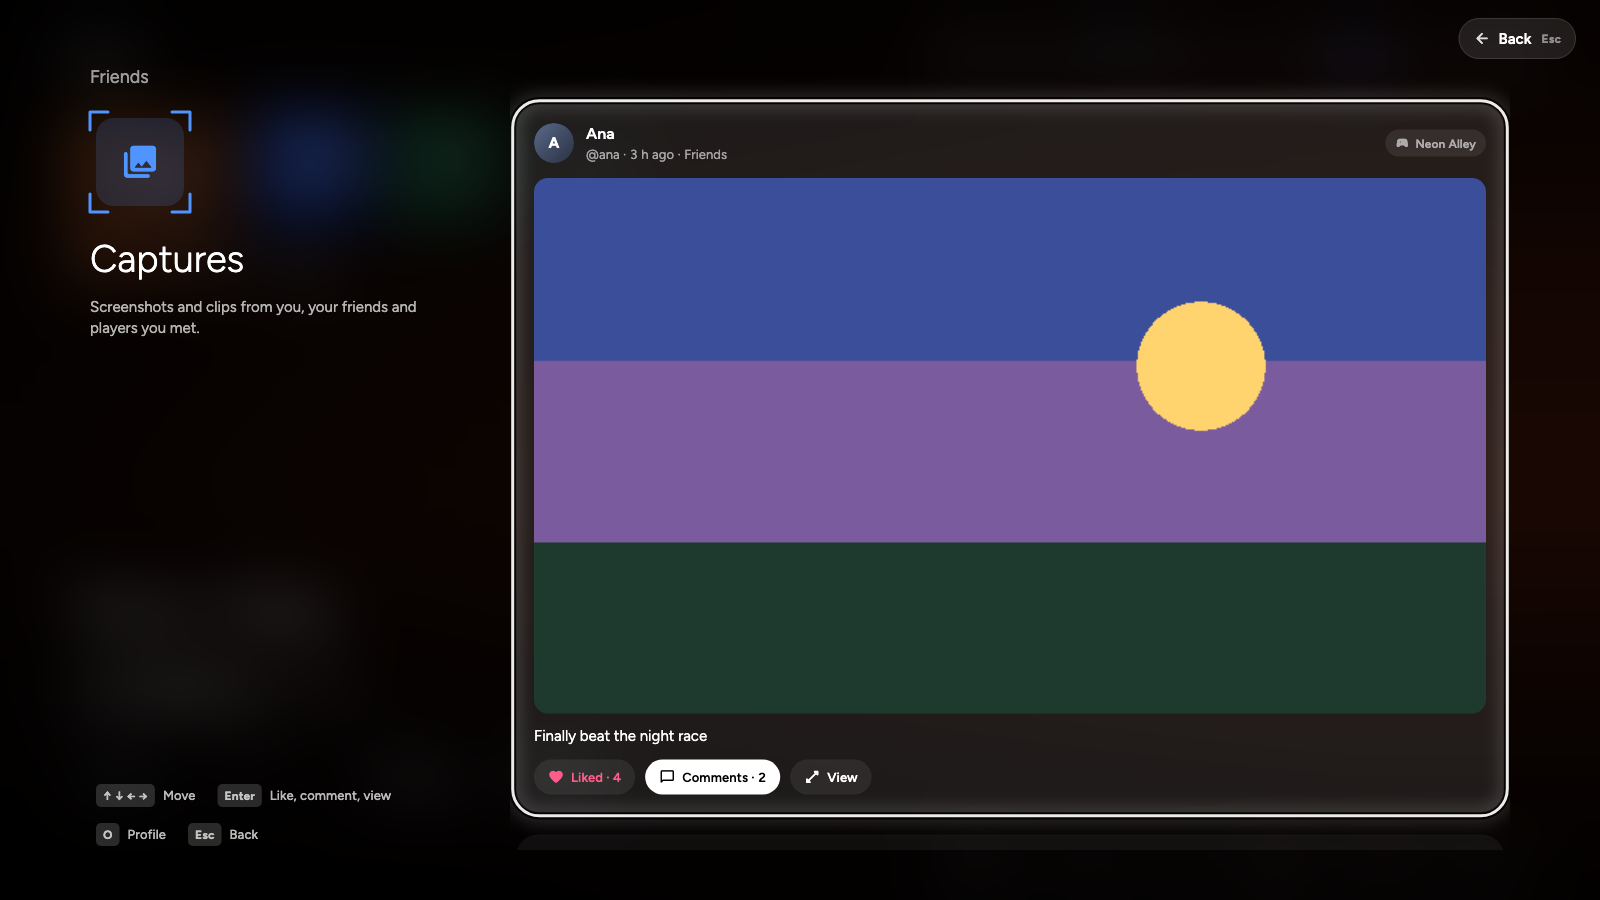 Back Esc
Friends
Captures
Screenshots and clips from you, your friends and
players you met.
A
Ana
@ana · 3 h ago · Friends
Neon Alley
Finally beat the night race
Liked · 4
Comments · 2
View
↑ ↓ ← → Move Enter Like, comment, view
O Profile Esc Back